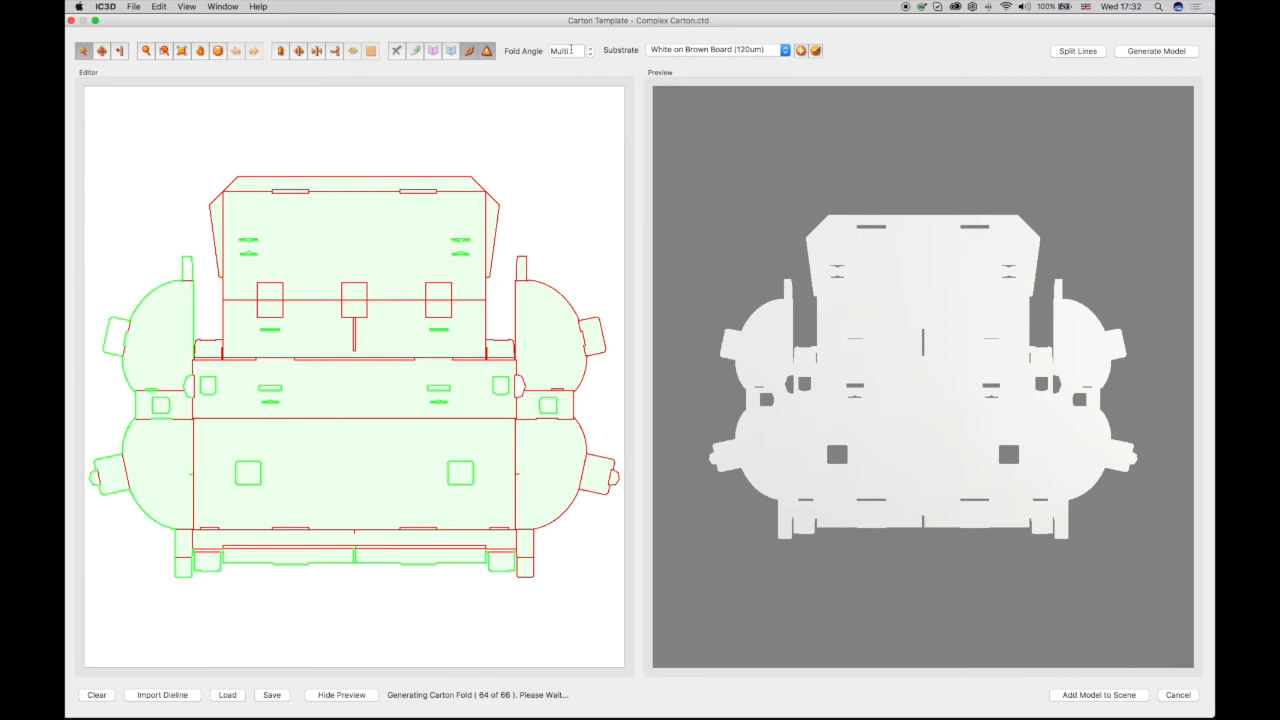 IC3D File Edit View Window Help 100% Wed 17:32
Carton Template - Complex Carton.ctd
Fold Angle Multi Substrate White on Brown Board (120um) Split Lines Generate Model
Editor Preview
Clear Import Dieline Load Save Hide Preview Generating Carton Fold ( 64 of 66 ). Please Wait... Add Model to Scene Cancel